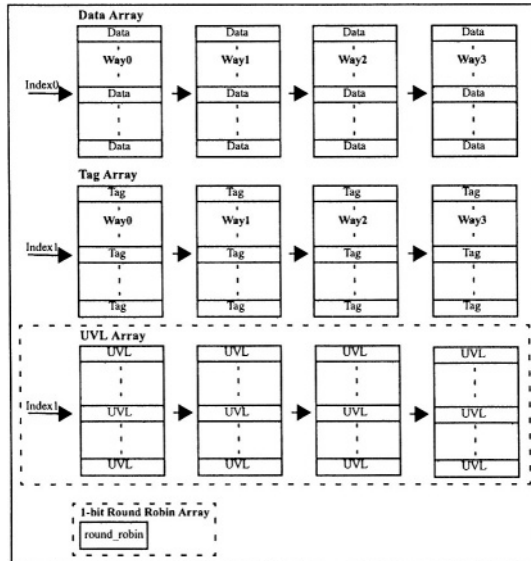 Data Array
Data Data Data Data
Way0 Way1 Way2 Way3
Index0
Data Data Data Data
Data Data Data Data
Tag Array
Tag Tag Tag Tag
Way0 Way1 Way2 Way3
Index1
Tag Tag Tag Tag
Tag Tag Tag Tag
UVL Array
UVL UVL UVL UVL
Index1
UVL UVL UVL UVL
UVL UVL UVL UVL
1-bit Round Robin Array
round_robin